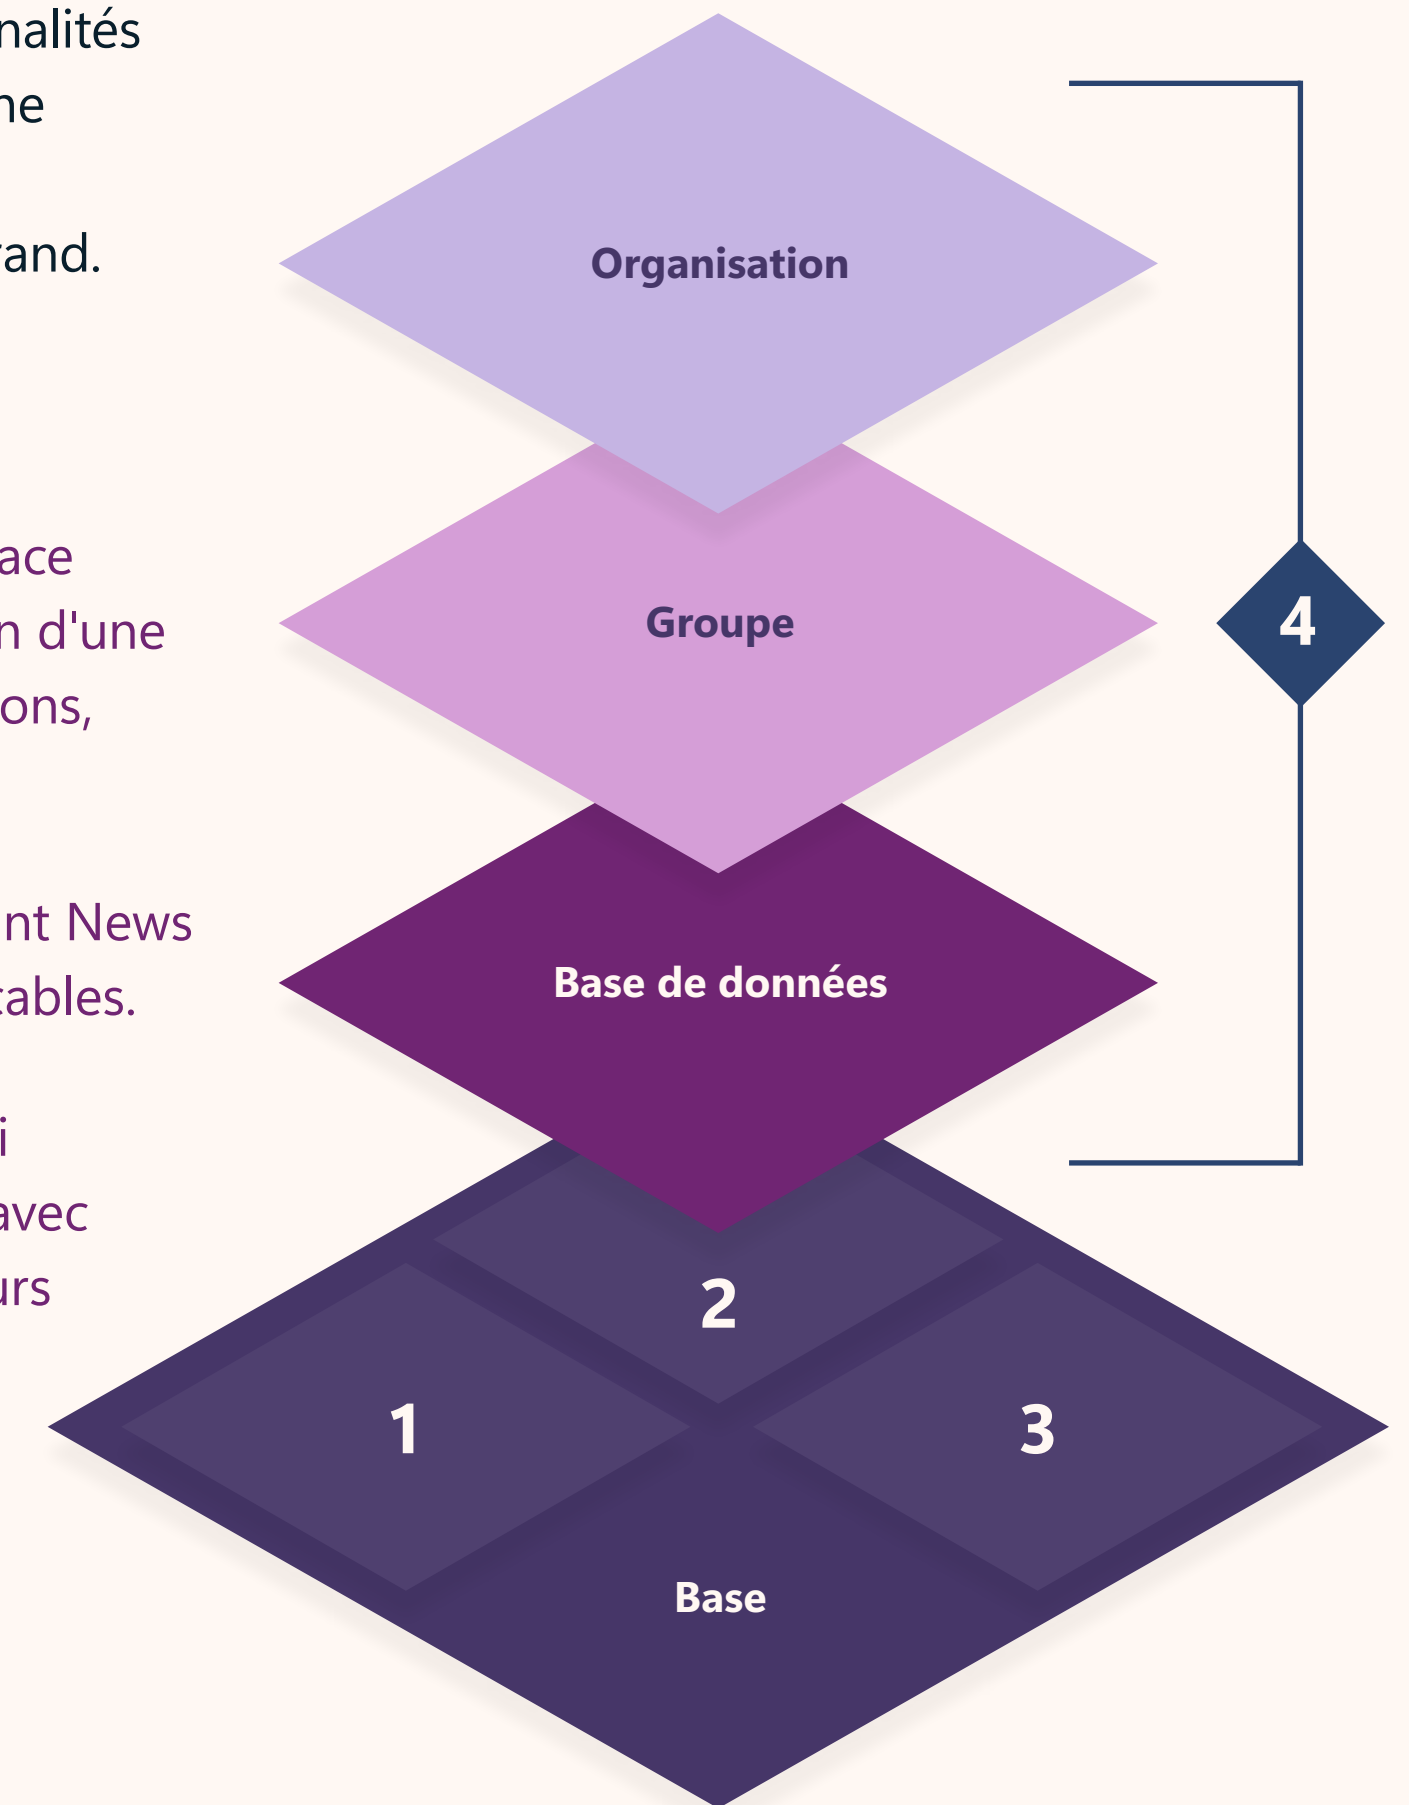 nalités
ne
rand.
ace
n d'une
ons,
nt News
cables.
i
avec
urs
Organisation
Groupe
4
Base de données
2
1
3
Base